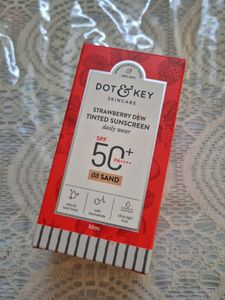 DOT & KEY
SKINCARE
STRAWBERRY DEW
TINTED SUNSCREEN
daily wear
SPF
50+
PA++++
03 SAND
50ml